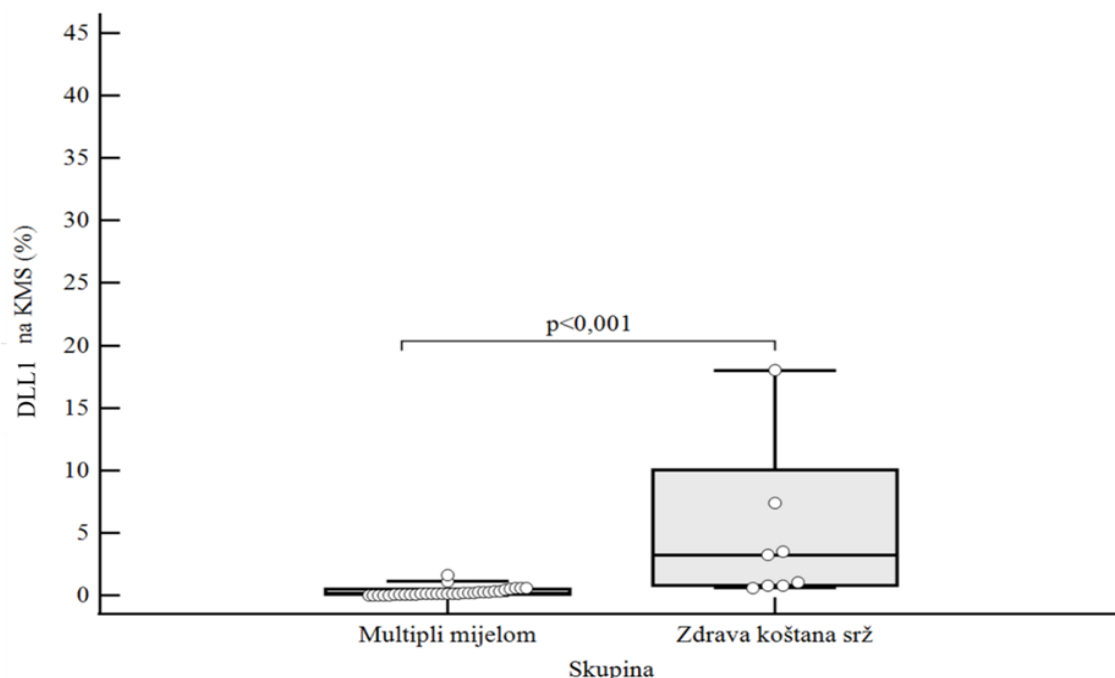 45
40
35
30
25
20
15
10
5
0
DLL1 na KMS (%)
p<0,001
Multipli mijelom
Zdrava koštana srž
Skupina